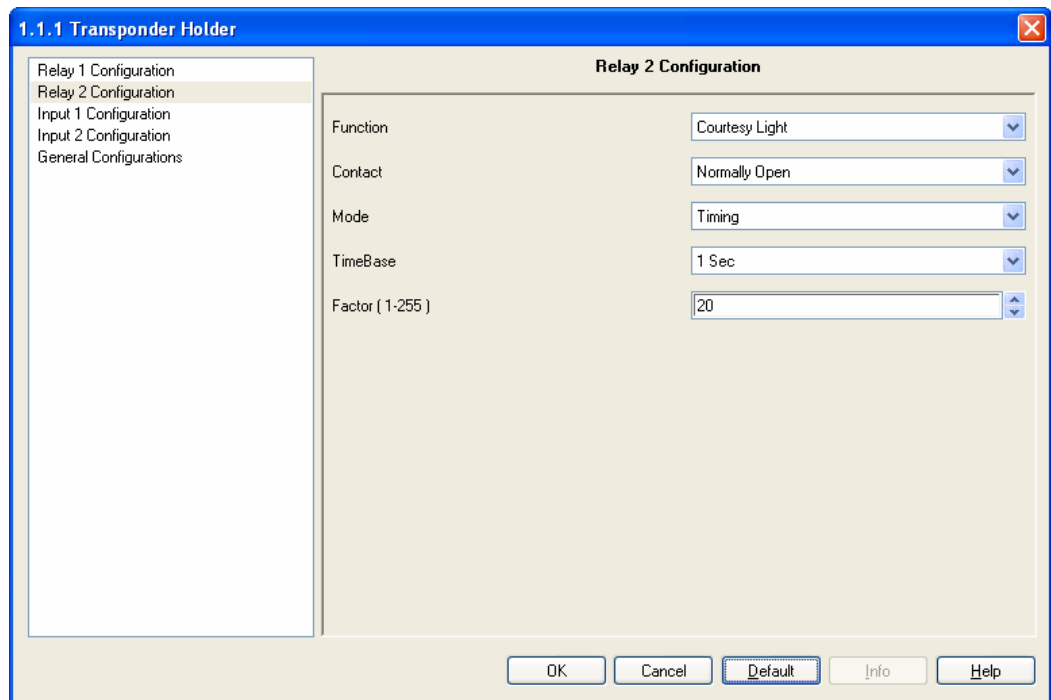 1.1.1 Transponder Holder
Relay 1 Configuration
Relay 2 Configuration
Input 1 Configuration
Input 2 Configuration
General Configurations
Relay 2 Configuration
Function Courtesy Light
Contact Normally Open
Mode Timing
TimeBase 1 Sec
Factor ( 1-255 ) 20
OK Cancel Default Info Help